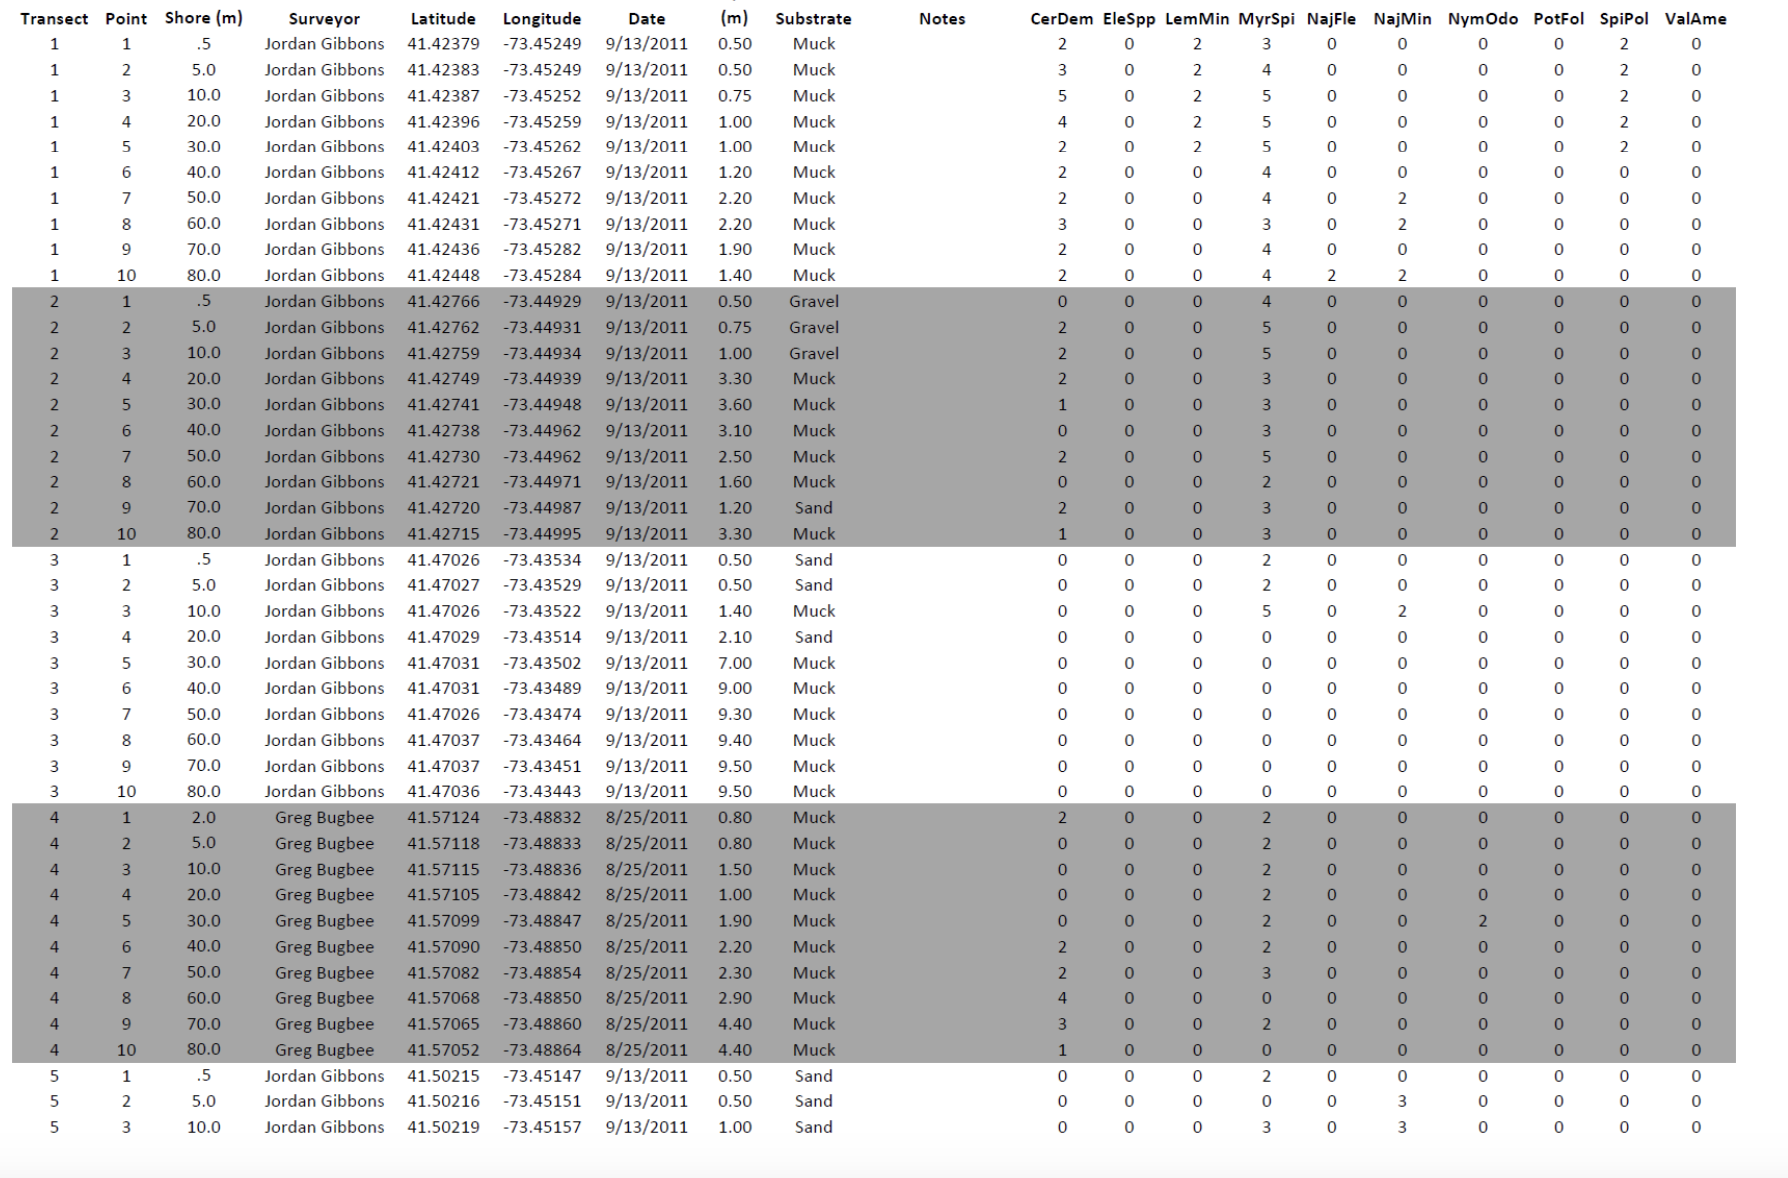 Transect Point Shore (m) Surveyor Latitude Longitude Date (m) Substrate Notes CerDem EleSpp LemMin MyrSpi NajFle NajMin NymOdo PotFol SpiPol ValAme
1 1 .5 Jordan Gibbons 41.42379 -73.45249 9/13/2011 0.50 Muck 2 0 2 3 0 0 0 0 2 0
1 2 5.0 Jordan Gibbons 41.42383 -73.45249 9/13/2011 0.50 Muck 3 0 2 4 0 0 0 0 2 0
1 3 10.0 Jordan Gibbons 41.42387 -73.45252 9/13/2011 0.75 Muck 5 0 2 5 0 0 0 0 2 0
1 4 20.0 Jordan Gibbons 41.42396 -73.45259 9/13/2011 1.00 Muck 4 0 2 5 0 0 0 0 2 0
1 5 30.0 Jordan Gibbons 41.42403 -73.45262 9/13/2011 1.00 Muck 2 0 2 5 0 0 0 0 2 0
1 6 40.0 Jordan Gibbons 41.42412 -73.45267 9/13/2011 1.20 Muck 2 0 0 4 0 0 0 0 0 0
1 7 50.0 Jordan Gibbons 41.42421 -73.45272 9/13/2011 2.20 Muck 2 0 0 4 0 2 0 0 0 0
1 8 60.0 Jordan Gibbons 41.42431 -73.45271 9/13/2011 2.20 Muck 3 0 0 3 0 2 0 0 0 0
1 9 70.0 Jordan Gibbons 41.42436 -73.45282 9/13/2011 1.90 Muck 2 0 0 4 0 0 0 0 0 0
1 10 80.0 Jordan Gibbons 41.42448 -73.45284 9/13/2011 1.40 Muck 2 0 0 4 2 2 0 0 0 0
2 1 .5 Jordan Gibbons 41.42766 -73.44929 9/13/2011 0.50 Gravel 0 0 0 4 0 0 0 0 0 0
2 2 5.0 Jordan Gibbons 41.42762 -73.44931 9/13/2011 0.75 Gravel 2 0 0 5 0 0 0 0 0 0
2 3 10.0 Jordan Gibbons 41.42759 -73.44934 9/13/2011 1.00 Gravel 2 0 0 5 0 0 0 0 0 0
2 4 20.0 Jordan Gibbons 41.42749 -73.44939 9/13/2011 3.30 Muck 2 0 0 3 0 0 0 0 0 0
2 5 30.0 Jordan Gibbons 41.42741 -73.44948 9/13/2011 3.60 Muck 1 0 0 3 0 0 0 0 0 0
2 6 40.0 Jordan Gibbons 41.42738 -73.44962 9/13/2011 3.10 Muck 0 0 0 3 0 0 0 0 0 0
2 7 50.0 Jordan Gibbons 41.42730 -73.44962 9/13/2011 2.50 Muck 2 0 0 5 0 0 0 0 0 0
2 8 60.0 Jordan Gibbons 41.42721 -73.44971 9/13/2011 1.60 Muck 0 0 0 2 0 0 0 0 0 0
2 9 70.0 Jordan Gibbons 41.42720 -73.44987 9/13/2011 1.20 Sand 2 0 0 3 0 0 0 0 0 0
2 10 80.0 Jordan Gibbons 41.42715 -73.44995 9/13/2011 3.30 Muck 1 0 0 3 0 0 0 0 0 0
3 1 .5 Jordan Gibbons 41.47026 -73.43534 9/13/2011 0.50 Sand 0 0 0 2 0 0 0 0 0 0
3 2 5.0 Jordan Gibbons 41.47027 -73.43529 9/13/2011 0.50 Sand 0 0 0 2 0 0 0 0 0 0
3 3 10.0 Jordan Gibbons 41.47026 -73.43522 9/13/2011 1.40 Muck 0 0 0 5 0 2 0 0 0 0
3 4 20.0 Jordan Gibbons 41.47029 -73.43514 9/13/2011 2.10 Sand 0 0 0 0 0 0 0 0 0 0
3 5 30.0 Jordan Gibbons 41.47031 -73.43502 9/13/2011 7.00 Muck 0 0 0 0 0 0 0 0 0 0
3 6 40.0 Jordan Gibbons 41.47031 -73.43489 9/13/2011 9.00 Muck 0 0 0 0 0 0 0 0 0 0
3 7 50.0 Jordan Gibbons 41.47026 -73.43474 9/13/2011 9.30 Muck 0 0 0 0 0 0 0 0 0 0
3 8 60.0 Jordan Gibbons 41.47037 -73.43464 9/13/2011 9.40 Muck 0 0 0 0 0 0 0 0 0 0
3 9 70.0 Jordan Gibbons 41.47037 -73.43451 9/13/2011 9.50 Muck 0 0 0 0 0 0 0 0 0 0
3 10 80.0 Jordan Gibbons 41.47036 -73.43443 9/13/2011 9.50 Muck 0 0 0 0 0 0 0 0 0 0
4 1 2.0 Greg Bugbee 41.57124 -73.48832 8/25/2011 0.80 Muck 2 0 0 2 0 0 0 0 0 0
4 2 5.0 Greg Bugbee 41.57118 -73.48833 8/25/2011 0.80 Muck 0 0 0 2 0 0 0 0 0 0
4 3 10.0 Greg Bugbee 41.57115 -73.48836 8/25/2011 1.50 Muck 0 0 0 2 0 0 0 0 0 0
4 4 20.0 Greg Bugbee 41.57105 -73.48842 8/25/2011 1.00 Muck 0 0 0 2 0 0 0 0 0 0
4 5 30.0 Greg Bugbee 41.57099 -73.48847 8/25/2011 1.90 Muck 0 0 0 2 0 0 2 0 0 0
4 6 40.0 Greg Bugbee 41.57090 -73.48850 8/25/2011 2.20 Muck 2 0 0 2 0 0 0 0 0 0
4 7 50.0 Greg Bugbee 41.57082 -73.48854 8/25/2011 2.30 Muck 2 0 0 3 0 0 0 0 0 0
4 8 60.0 Greg Bugbee 41.57068 -73.48850 8/25/2011 2.90 Muck 4 0 0 0 0 0 0 0 0 0
4 9 70.0 Greg Bugbee 41.57065 -73.48860 8/25/2011 4.40 Muck 3 0 0 2 0 0 0 0 0 0
4 10 80.0 Greg Bugbee 41.57052 -73.48864 8/25/2011 4.40 Muck 1 0 0 0 0 0 0 0 0 0
5 1 .5 Jordan Gibbons 41.50215 -73.45147 9/13/2011 0.50 Sand 0 0 0 2 0 0 0 0 0 0
5 2 5.0 Jordan Gibbons 41.50216 -73.45151 9/13/2011 0.50 Sand 0 0 0 0 0 3 0 0 0 0
5 3 10.0 Jordan Gibbons 41.50219 -73.45157 9/13/2011 1.00 Sand 0 0 0 3 0 3 0 0 0 0